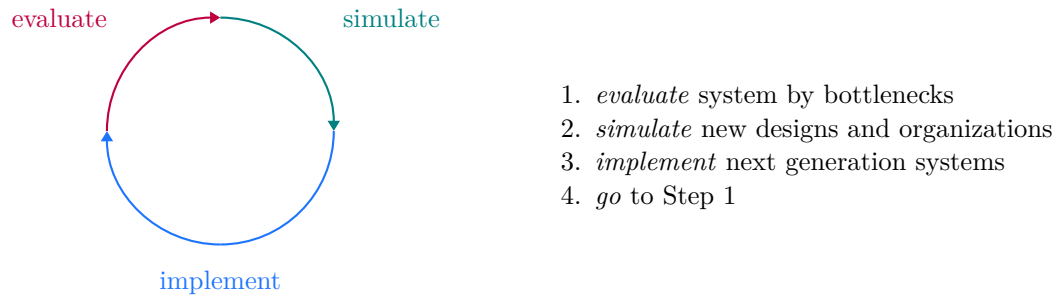 evaluate
simulate
implement
1. evaluate system by bottlenecks
2. simulate new designs and organizations
3. implement next generation systems
4. go to Step 1